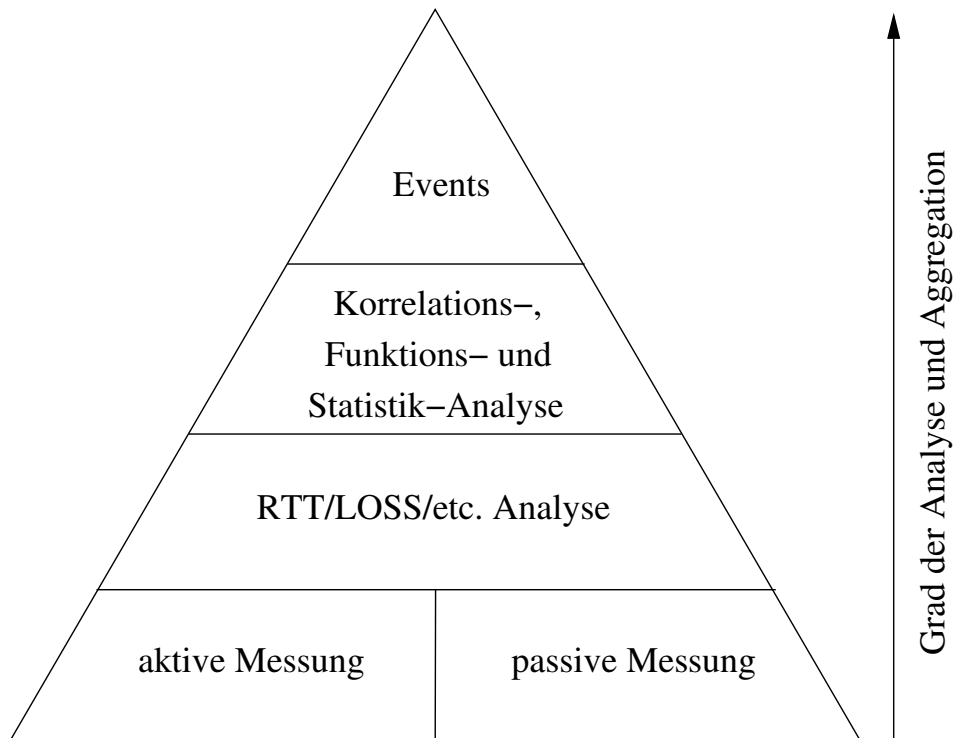 Events
Korrelations−,
Funktions− und
Statistik−Analyse
RTT/LOSS/etc. Analyse
aktive Messung
passive Messung
Grad der Analyse und Aggregation